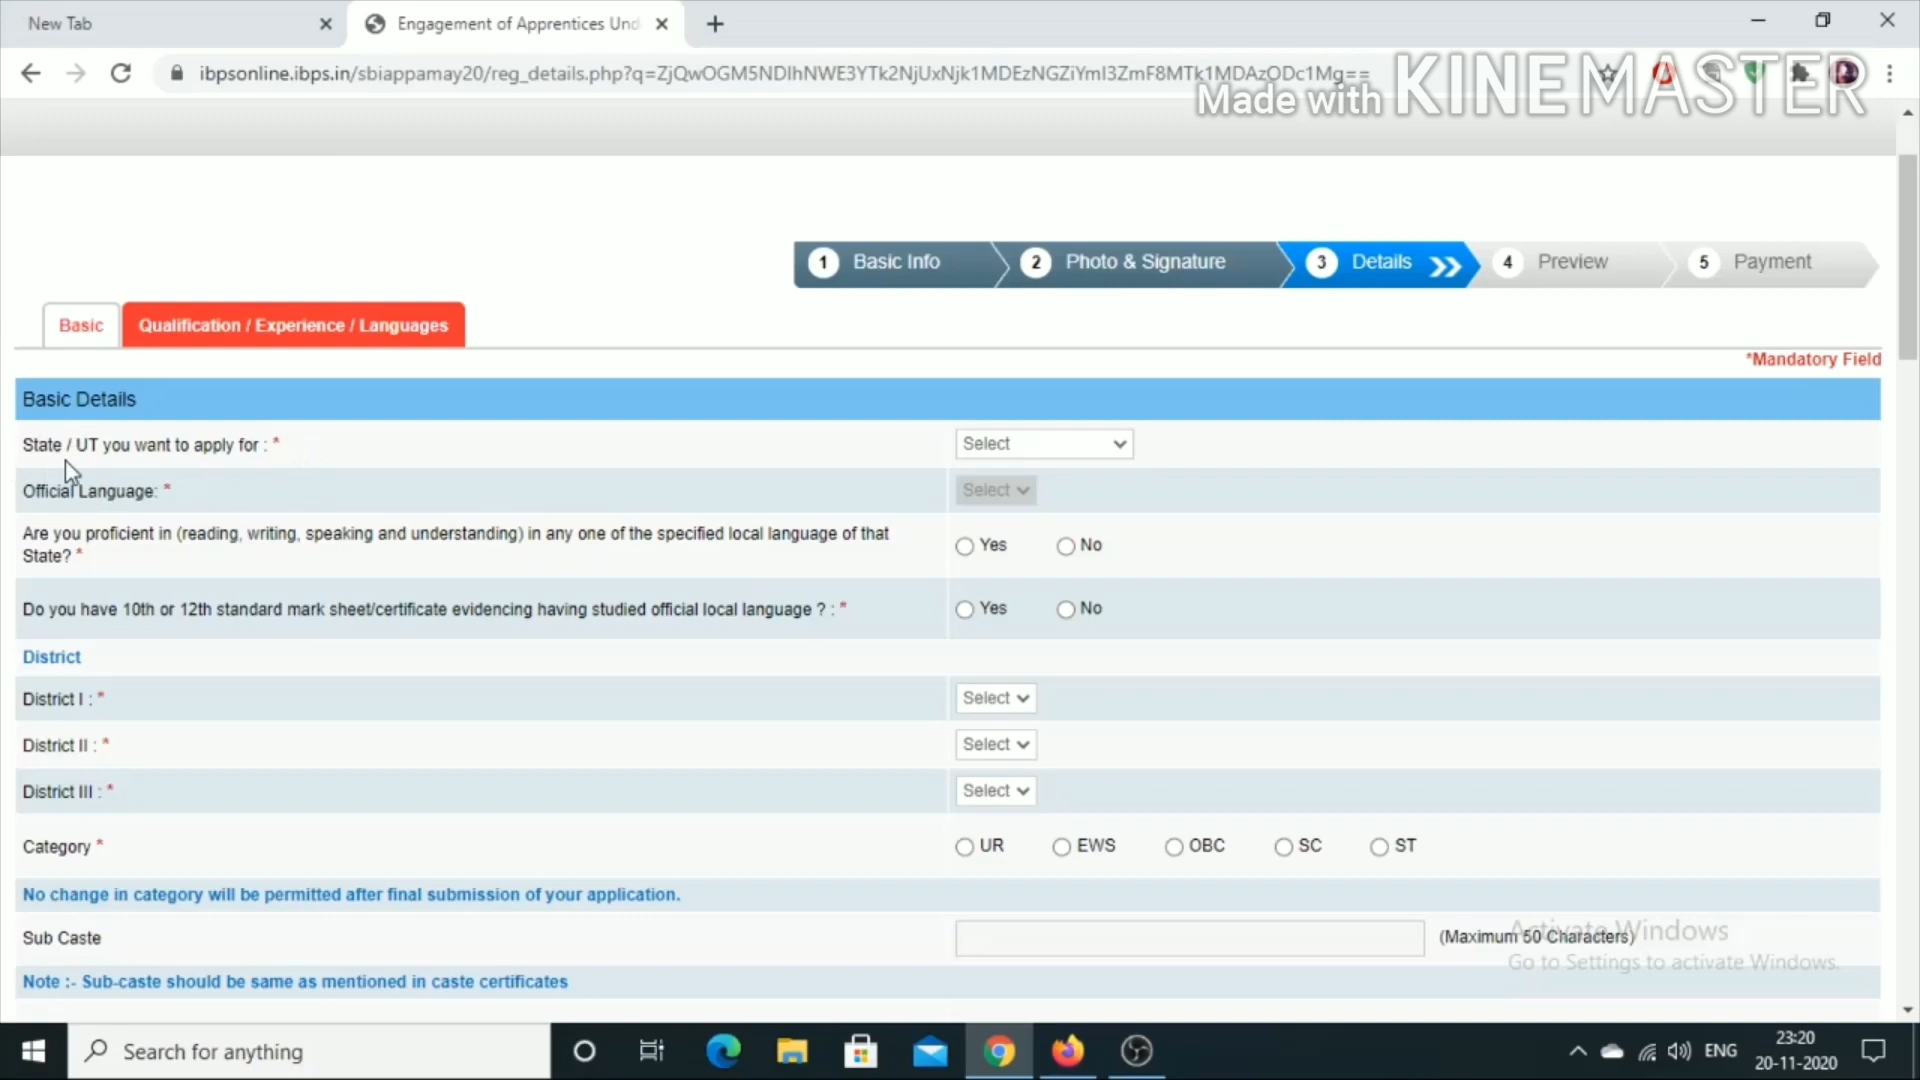 New Tab
Engagement of Apprentices Und
ibpsonline.ibps.in/sbiappamay20/reg_details.php?q=ZjQwOGM5NDlhNWE3YTk2NjUxNjk1MDEzNGZiYmI3ZmF8MTk1MDAzODc1Mg==
Made with KINEMASTER
1 Basic Info
2 Photo & Signature
3 Details
4 Preview
5 Payment
Basic
Qualification / Experience / Languages
*Mandatory Field
Basic Details
State / UT you want to apply for : * Select
Official Language: * Select
Are you proficient in (reading, writing, speaking and understanding) in any one of the specified local language of that
State? * Yes No
Do you have 10th or 12th standard mark sheet/certificate evidencing having studied official local language ? : * Yes No
District
District I : * Select
District II : * Select
District III : * Select
Category * UR EWS OBC SC ST
No change in category will be permitted after final submission of your application.
Sub Caste (Maximum 50 Characters)
Activate Windows
Go to Settings to activate Windows.
Note :- Sub-caste should be same as mentioned in caste certificates
Search for anything
ENG
23:20
20-11-2020